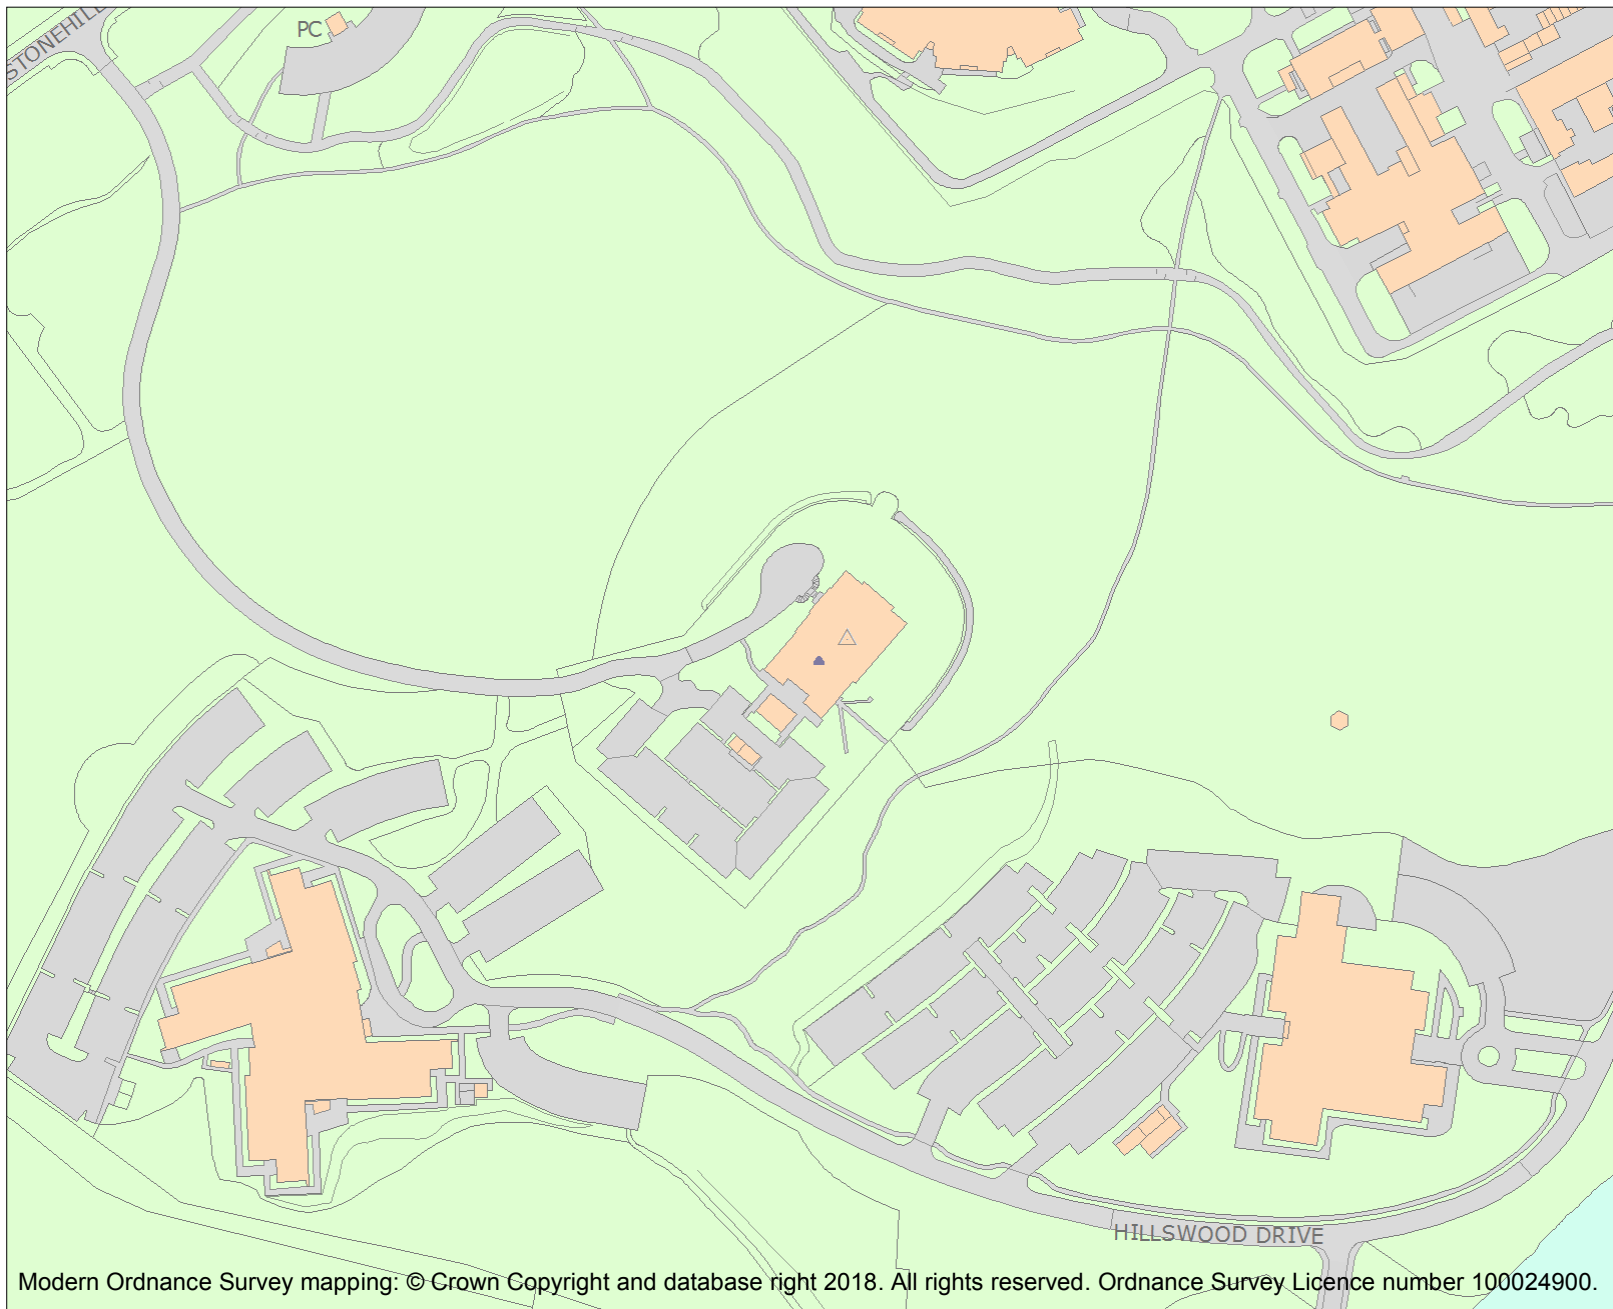 STONEHILL
PC
HILLSWOOD DRIVE
Modern Ordnance Survey mapping: © Crown Copyright and database right 2018. All rights reserved. Ordnance Survey Licence number 100024900.